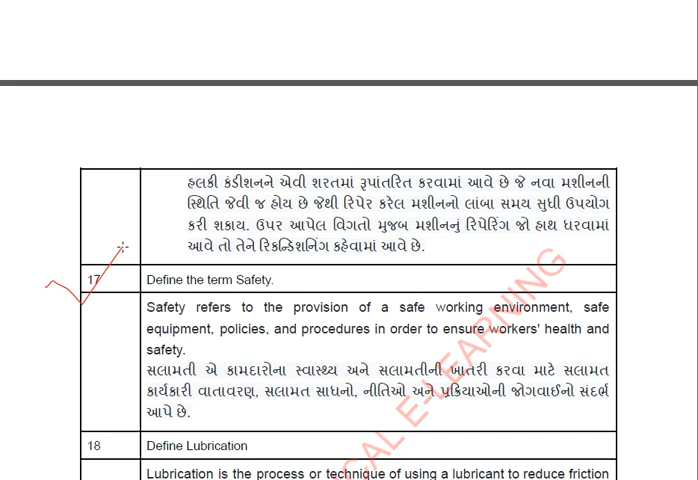 હલકી કંડીશનને એવી શરતમાં રૂપાંતરિત કરવામાં આવે છે જે નવા મશીનની
સ્થિતિ જેવી જ હોય છે જેથી રિપેર કરેલ મશીનનો લાંબા સમય સુધી ઉપયોગ
કરી શકાય. ઉપર આપેલ વિગતો મુજબ મશીનનું રિપેરિંગ જો હાથ ધરવામાં
આવે તો તેને રિકન્ડિશનિંગ કહેવામાં આવે છે.
17 Define the term Safety.
Safety refers to the provision of a safe working environment, safe
equipment, policies, and procedures in order to ensure workers' health and
safety.
સલામતી એ કામદારોના સ્વાસ્થ્ય અને સલામતીની ખાતરી કરવા માટે સલામત
કાર્યકારી વાતાવરણ, સલામત સાધનો, નીતિઓ અને પ્રક્રિયાઓની જોગવાઈનો સંદર્ભ
આપે છે.
18 Define Lubrication
Lubrication is the process or technique of using a lubricant to reduce friction
CAL E-LEARNING